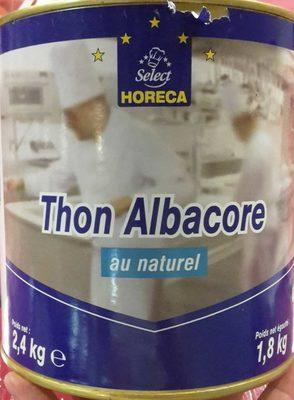 Select
HORECA
Thon Albacore
au naturel
Poids net :
2,4 kg e
Poids net égoutté :
1,8 kg